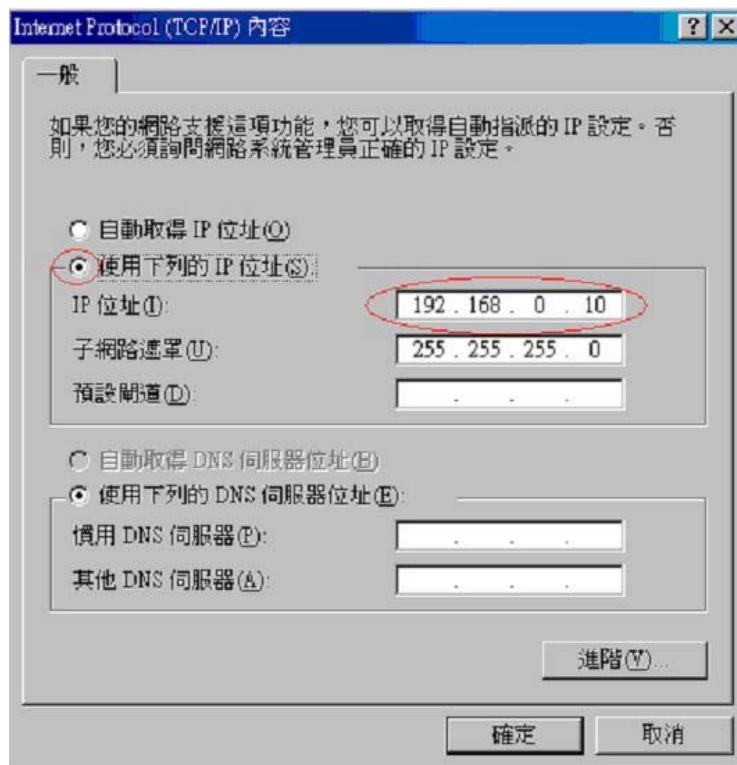 Internet Protocol (TCP/IP) 內容
一般
如果您的網路支援這項功能，您可以取得自動指派的 IP 設定。否
則，您必須詢問網路系統管理員正確的 IP 設定。
自動取得 IP 位址(O)
使用下列的 IP 位址(S):
IP 位址(I): 192 . 168 . 0 . 10
子網路遮罩(U): 255 . 255 . 255 . 0
預設閘道(D): . . .
自動取得 DNS 伺服器位址(B)
使用下列的 DNS 伺服器位址(E):
慣用 DNS 伺服器(P): . . .
其他 DNS 伺服器(A): . . .
進階(V)...
確定 取消